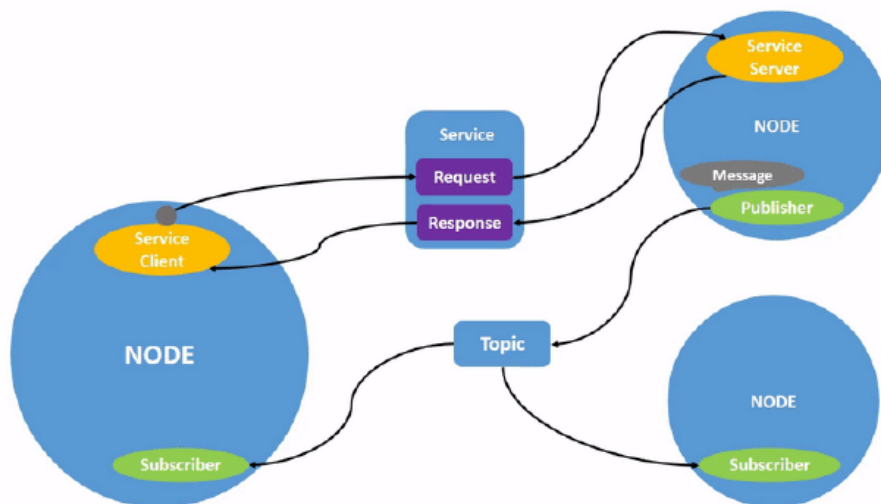 Service
Server
NODE
Message
Publisher
Service
Request
Response
Service
Client
NODE
Subscriber
Topic
NODE
Subscriber